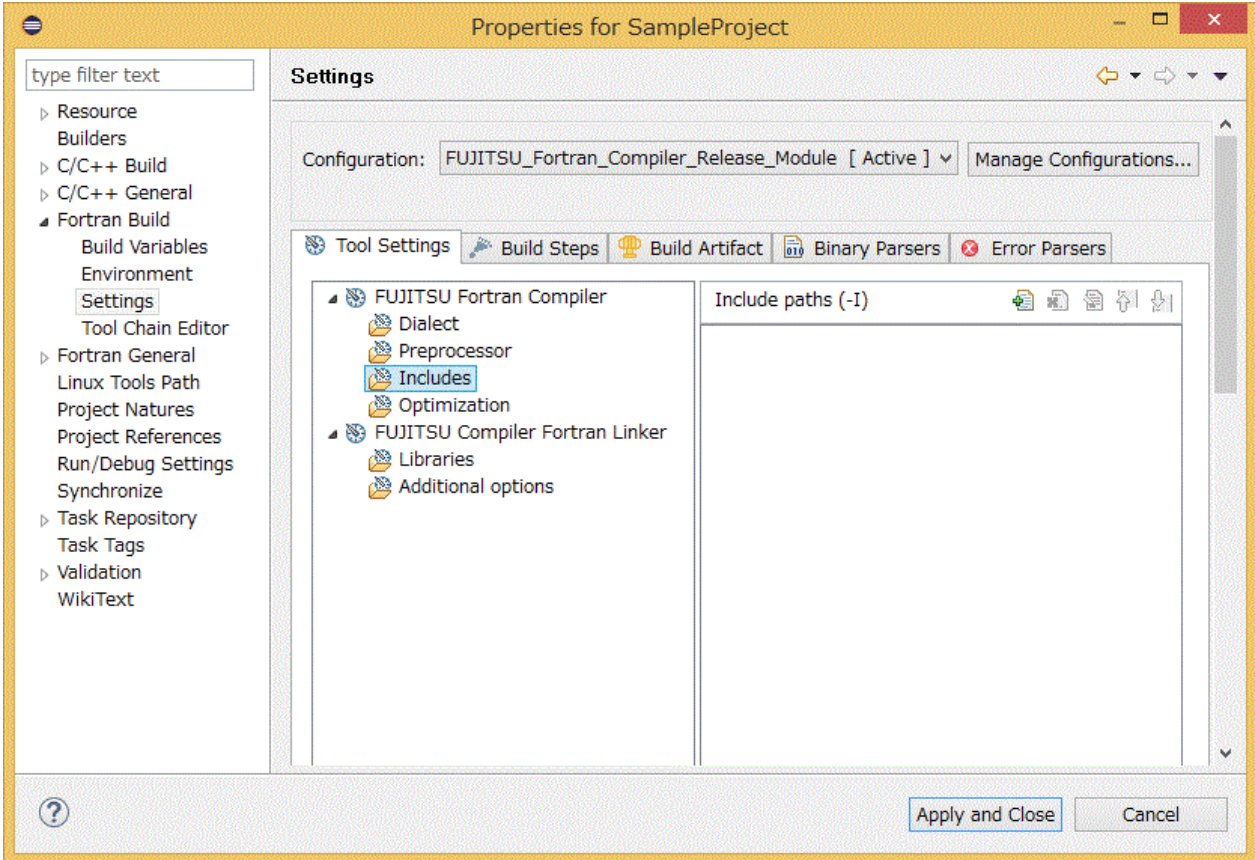 Properties for SampleProject
type filter text
Resource
Builders
C/C++ Build
C/C++ General
Fortran Build
Build Variables
Environment
Settings
Tool Chain Editor
Fortran General
Linux Tools Path
Project Natures
Project References
Run/Debug Settings
Synchronize
Task Repository
Task Tags
Validation
WikiText
Settings
Configuration: FUJITSU_Fortran_Compiler_Release_Module [ Active ] Manage Configurations...
Tool Settings Build Steps Build Artifact Binary Parsers Error Parsers
FUJITSU Fortran Compiler
Dialect
Preprocessor
Includes
Optimization
FUJITSU Compiler Fortran Linker
Libraries
Additional options
Include paths (-I)
Apply and Close Cancel